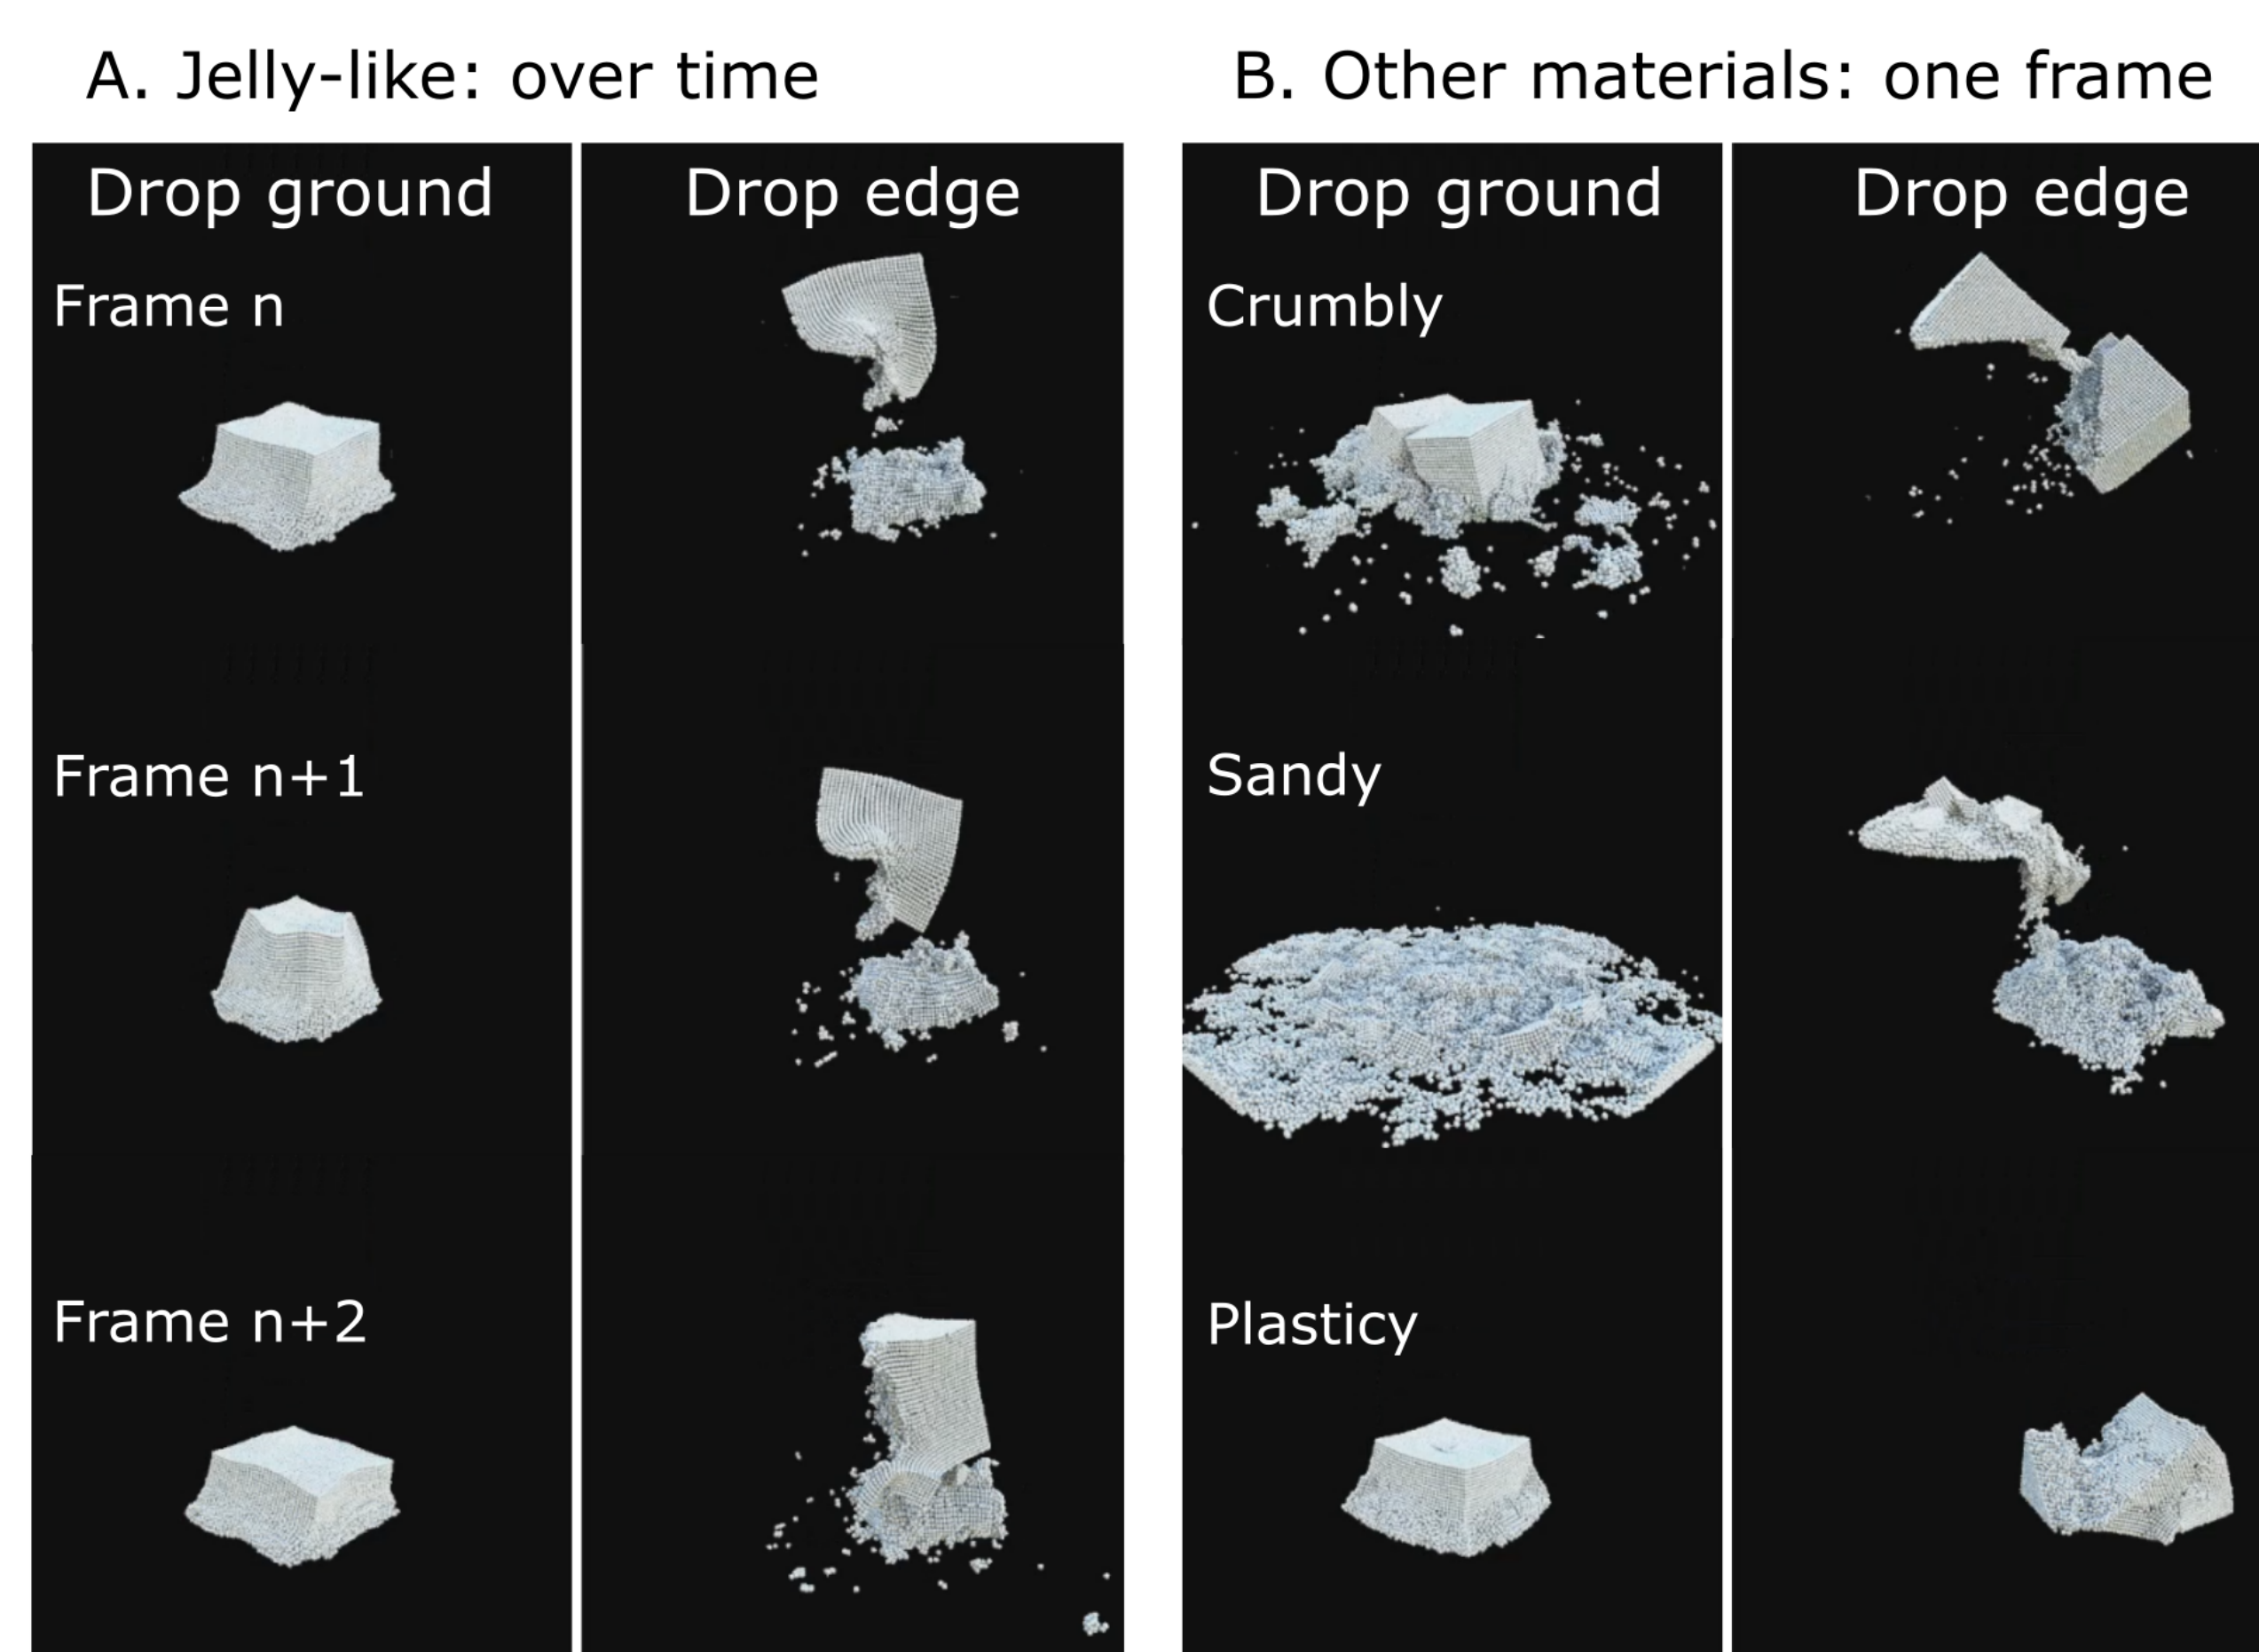 A. Jelly-like: over time
Drop ground
Drop edge
Frame n
Frame n+1
Frame n+2
B. Other materials: one frame
Drop ground
Drop edge
Crumbly
Sandy
Plasticy